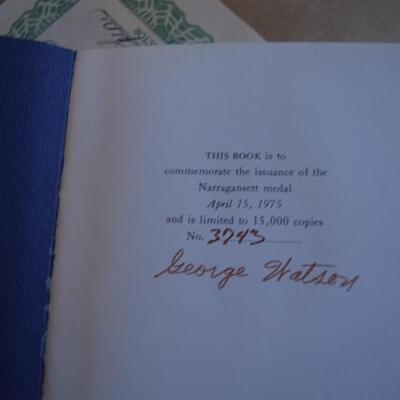 THIS BOOK is to
commemorate the issuance of the
Narragansett medal
April 15, 1975
and is limited to 15,000 copies
No. 3743
George Watson